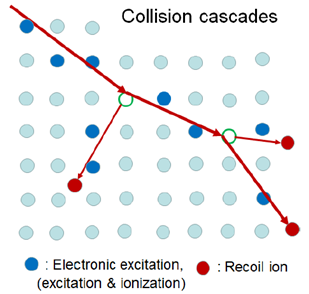 Collision cascades
: Electronic excitation, : Recoil ion
(excitation & ionization)